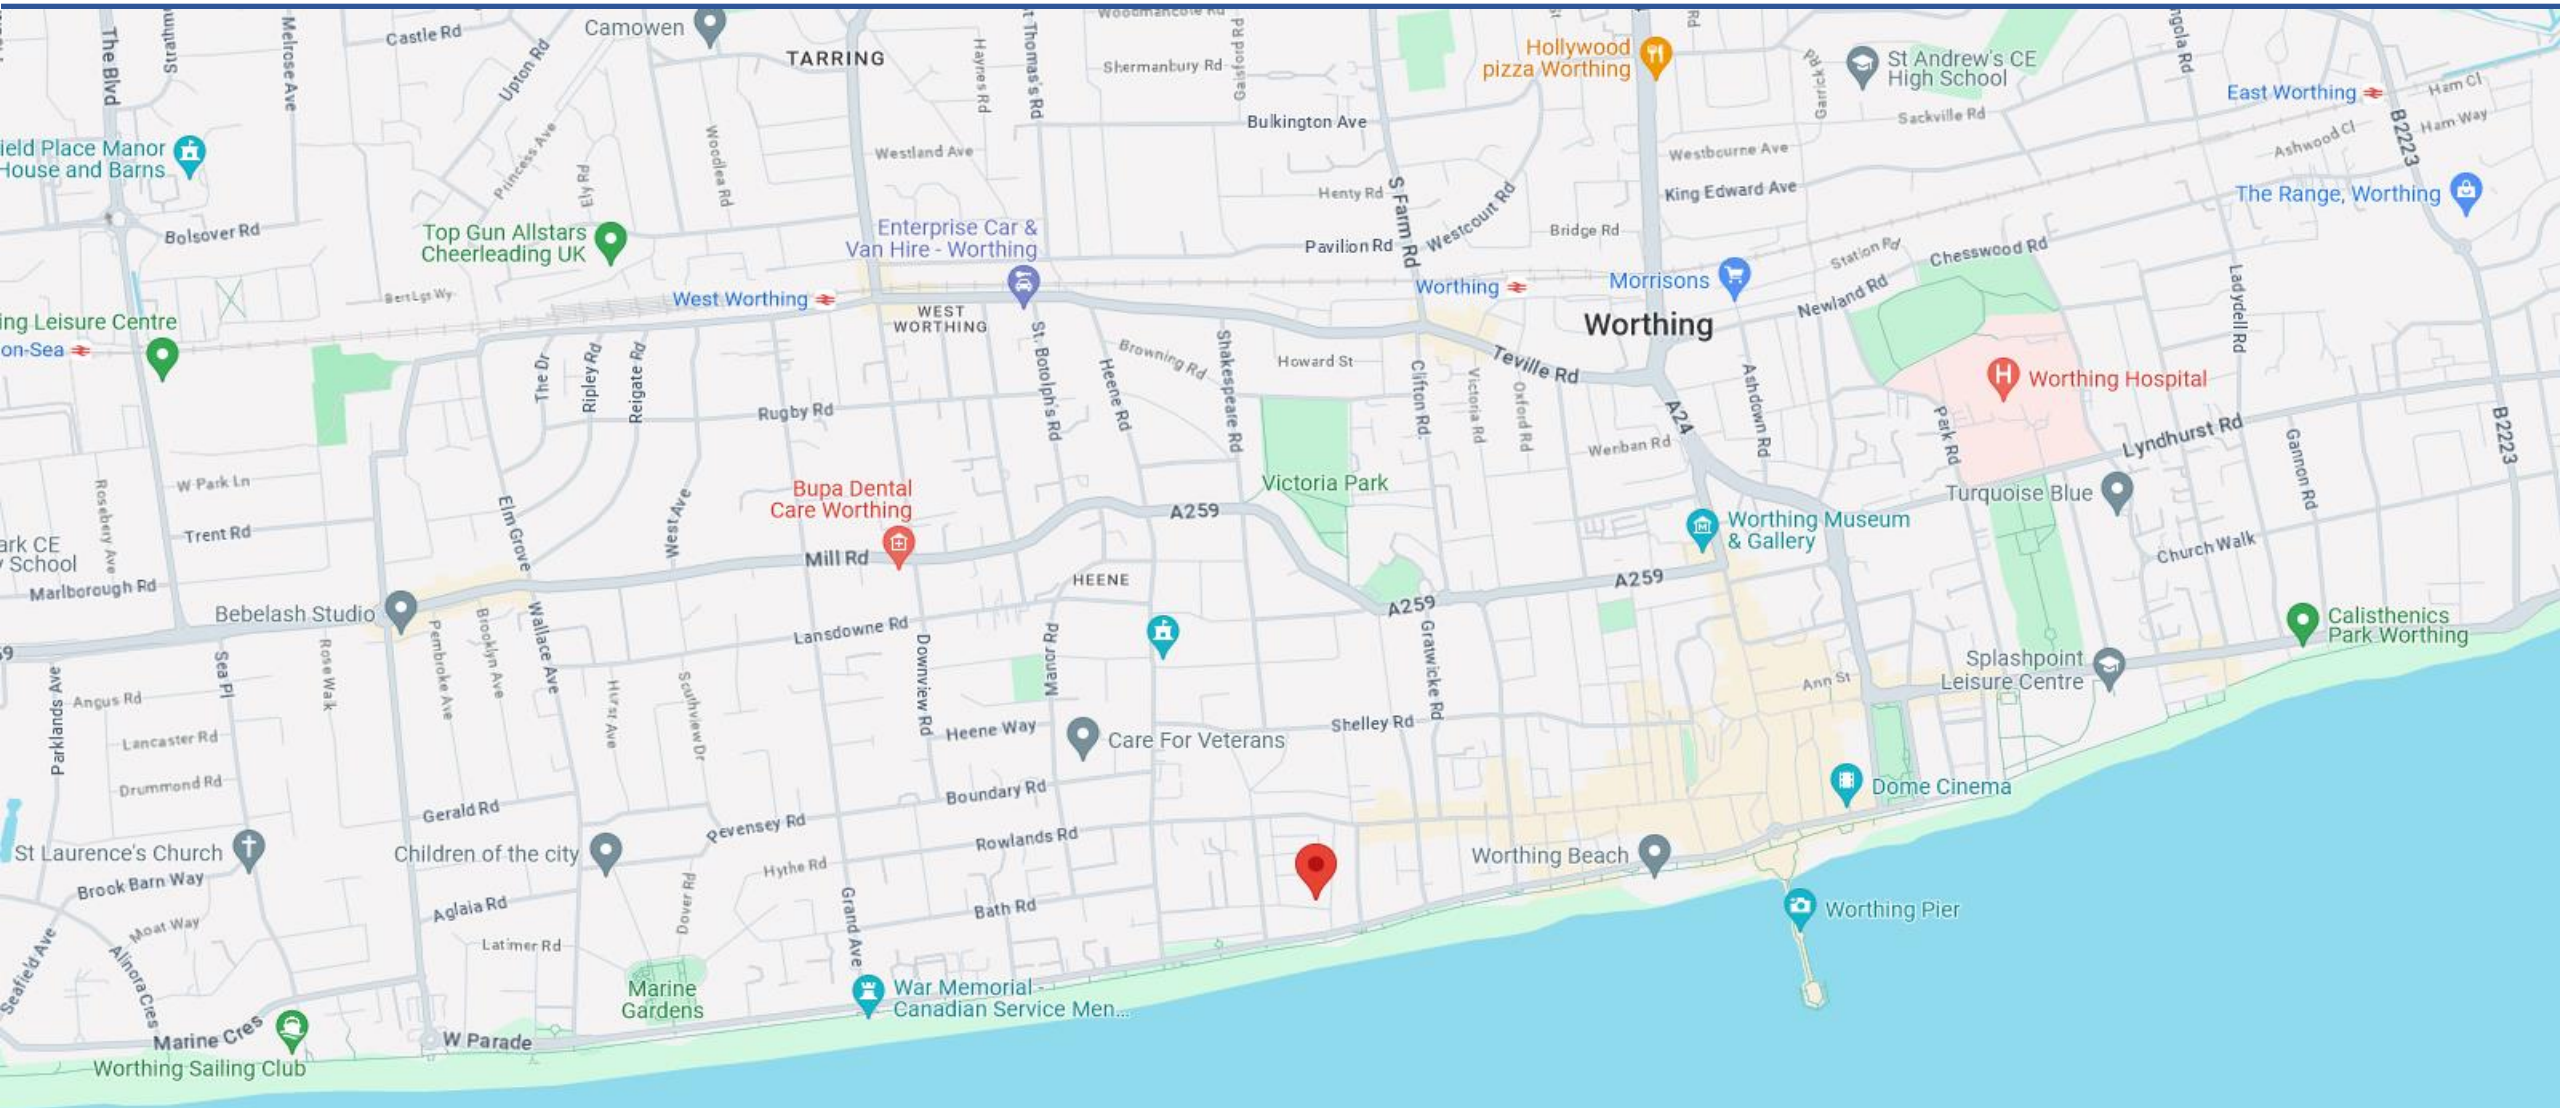 The Blvd
Melrose Ave
Castle Rd
Upton Rd
Camowen
TARRING
Haynes Rd
St Thomas's Rd
Shermanbury Rd
Gaisford Rd
Hollywood
pizza Worthing
Rd
Garrick Rd
St Andrew's CE
High School
East Worthing
Ham Cl
B2223
Ham Way
Sackville Rd
Ashwood Cl
Bulkington Ave
Westbourne Ave
ield Place Manor
House and Barns
Princess Ave
Ely Rd
Woodlea Rd
Westland Ave
Henty Rd
S Farm Rd
Westcourt Rd
King Edward Ave
The Range, Worthing
Bolsover Rd
Top Gun Allstars
Cheerleading UK
Enterprise Car &
Van Hire - Worthing
Pavilion Rd
Bridge Rd
Station Rd
Chesswood Rd
West Worthing
WEST
WORTHING
Worthing
Morrisons
Newland Rd
Ladydell Rd
ing Leisure Centre
on-Sea
Worthing
The Dr
Ripley Rd
Reigate Rd
St. Botolph's Rd
Heene Rd
Browning Rd
Shakespeare Rd
Howard St
Clifton Rd
Victoria Rd
Oxford Rd
Teville Rd
A24
Ashdown Rd
Worthing Hospital
Rugby Rd
Wenban Rd
Park Rd
Lyndhurst Rd
Gannon Rd
B2223
W Park Ln
Rosebery Ave
Trent Rd
Elm Grove
West Ave
Bupa Dental
Care Worthing
Victoria Park
A259
Turquoise Blue
Worthing Museum
& Gallery
ark CE
School
Marlborough Rd
Mill Rd
HEENE
A259
A259
Church Walk
Bebelash Studio
Calisthenics
Park Worthing
Lansdowne Rd
Parklands Ave
Sea Pl
Rose Walk
Pembroke Ave
Brooklyn Ave
Wallace Ave
Hurst Ave
Southview Dr
Downview Rd
Manor Rd
Gratwicke Rd
Ann St
Splashpoint
Leisure Centre
Angus Rd
Lancaster Rd
Drummond Rd
Heene Way
Care For Veterans
Shelley Rd
Gerald Rd
Boundary Rd
Dome Cinema
Pevensey Rd
Rowlands Rd
St Laurence's Church
Children of the city
Hythe Rd
Worthing Beach
Brook Barn Way
Aglaia Rd
Dover Rd
Grand Ave
Bath Rd
Worthing Pier
Moat Way
Latimer Rd
Seafield Ave
Alinora Cres
Marine
Gardens
War Memorial -
Canadian Service Men...
Marine Cres
W Parade
Worthing Sailing Club